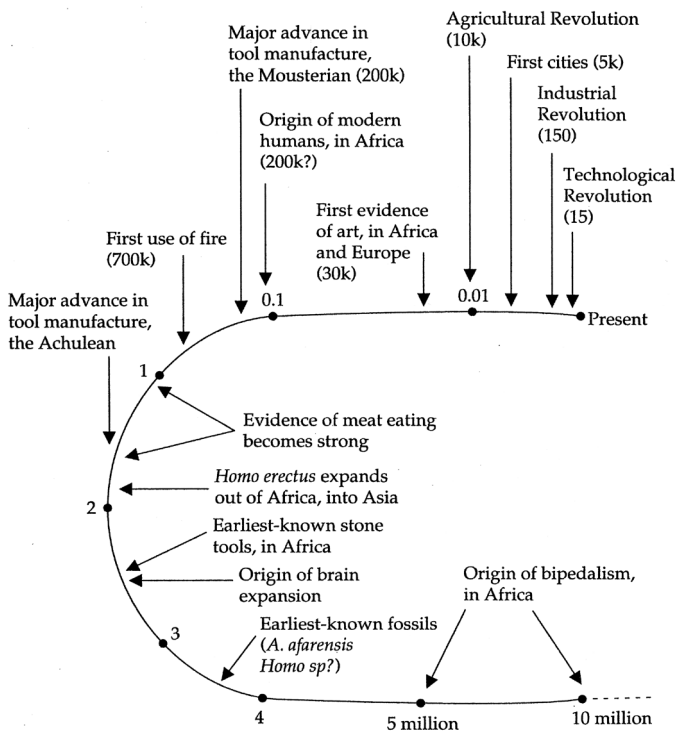 Agricultural Revolution
(10k)
Major advance in
tool manufacture,
the Mousterian (200k)
First cities (5k)
Industrial
Revolution
(150)
Origin of modern
humans, in Africa
(200k?)
Technological
Revolution
(15)
First evidence
of art, in Africa
and Europe
(30k)
First use of fire
(700k)
Major advance in
tool manufacture,
the Achulean
0.1
0.01
Present
1
Evidence of meat eating
becomes strong
Homo erectus expands
out of Africa, into Asia
2
Earliest-known stone
tools, in Africa
Origin of brain
expansion
Origin of bipedalism,
in Africa
3
Earliest-known fossils
(A. afarensis
Homo sp?)
4
5 million
10 million